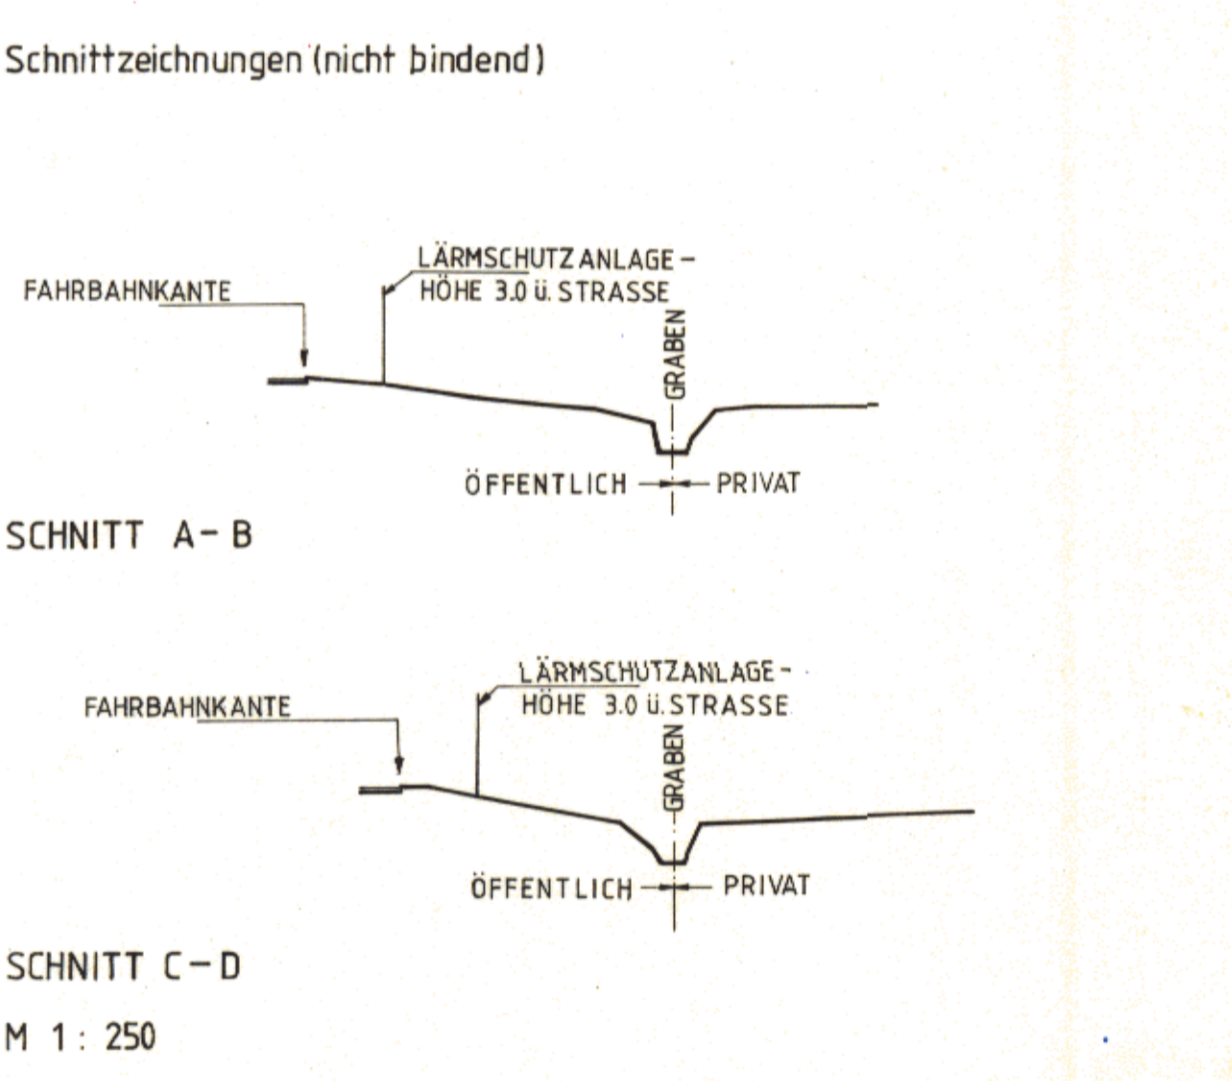 Schnittzeichnungen (nicht bindend)
LÄRMSCHUTZANLAGE –
HÖHE 3.0 ü. STRASSE
FAHRBAHNKANTE
GRABEN
ÖFFENTLICH
PRIVAT
SCHNITT A – B
LÄRMSCHUTZANLAGE –
HÖHE 3.0 ü. STRASSE
FAHRBAHNKANTE
GRABEN
ÖFFENTLICH
PRIVAT
SCHNITT C – D
M 1 : 250